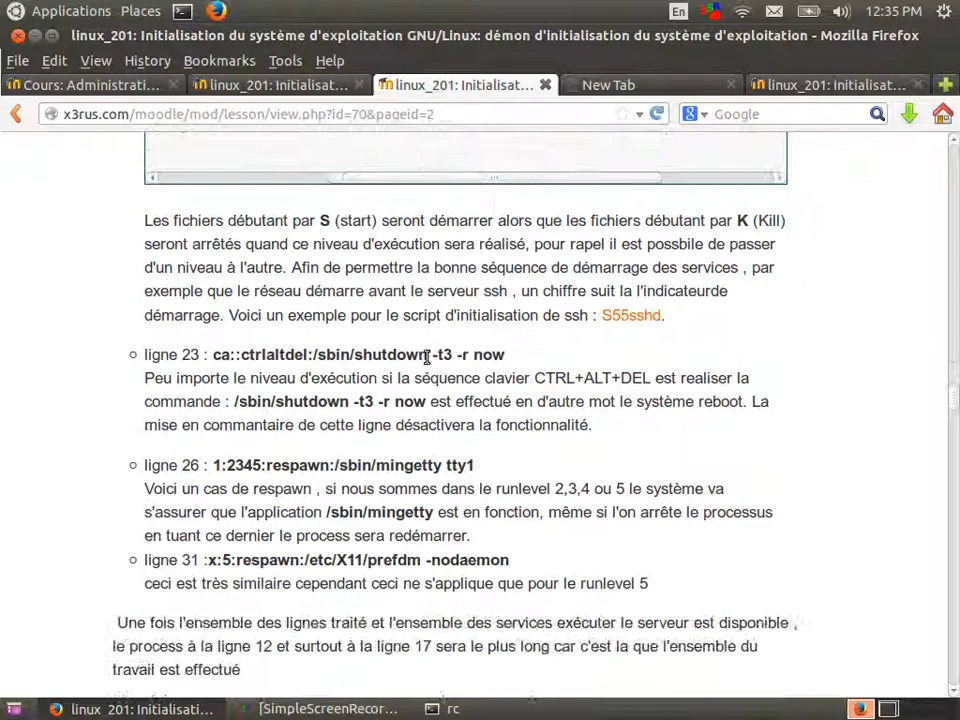 Applications Places En 12:35 PM
linux_201: Initialisation du système d'exploitation GNU/Linux: démon d'initialisation du système d'exploitation - Mozilla Firefox
File Edit View History Bookmarks Tools Help
Cours: Administrati... linux_201: Initialisat... linux_201: Initialisat... New Tab linux_201: Initialisat...
x3rus.com/moodle/mod/lesson/view.php?id=70&pageid=2 Google
Les fichiers débutant par S (start) seront démarrer alors que les fichiers débutant par K (Kill)
seront arrêtés quand ce niveau d'exécution sera réalisé, pour rapel il est possbile de passer
d'un niveau à l'autre. Afin de permettre la bonne séquence de démarrage des services , par
exemple que le réseau démarre avant le serveur ssh , un chiffre suit la l'indicateurde
démarrage. Voici un exemple pour le script d'initialisation de ssh : S55sshd.
ligne 23 : ca::ctrlaltdel:/sbin/shutdown -t3 -r now
Peu importe le niveau d'exécution si la séquence clavier CTRL+ALT+DEL est realiser la
commande : /sbin/shutdown -t3 -r now est effectué en d'autre mot le système reboot. La
mise en commantaire de cette ligne désactivera la fonctionnalité.
ligne 26 : 1:2345:respawn:/sbin/mingetty tty1
Voici un cas de respawn , si nous sommes dans le runlevel 2,3,4 ou 5 le système va
s'assurer que l'application /sbin/mingetty est en fonction, même si l'on arrête le processus
en tuant ce dernier le process sera redémarrer.
ligne 31 :x:5:respawn:/etc/X11/prefdm -nodaemon
ceci est très similaire cependant ceci ne s'applique que pour le runlevel 5
Une fois l'ensemble des lignes traité et l'ensemble des services exécuter le serveur est disponible ,
le process à la ligne 12 et surtout à la ligne 17 sera le plus long car c'est la que l'ensemble du
travail est effectué
linux_201: Initialisati... [SimpleScreenRecor... rc